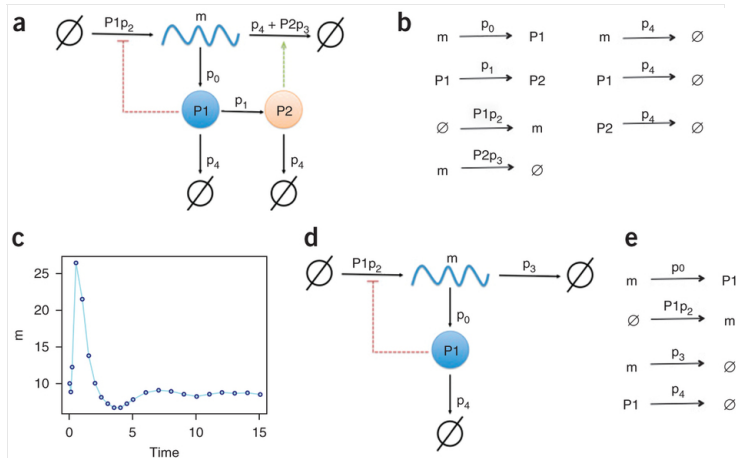 a
P1p₂
m
p₄ + P2p₃
∅
∅
p₀
P1
p₁
P2
p₄
p₄
∅
∅
b
m p₀ P1
m p₄ ∅
P1 p₁ P2
P1 p₄ ∅
∅ P1p₂ m
P2 p₄ ∅
m P2p₃ ∅
c
m
25
20
15
10
0 5 10 15
Time
d
P1p₂
m
p₃
∅
∅
p₀
P1
p₄
∅
e
m p0 P1
∅ P1p₂ m
m p₃ ∅
P1 p₄ ∅